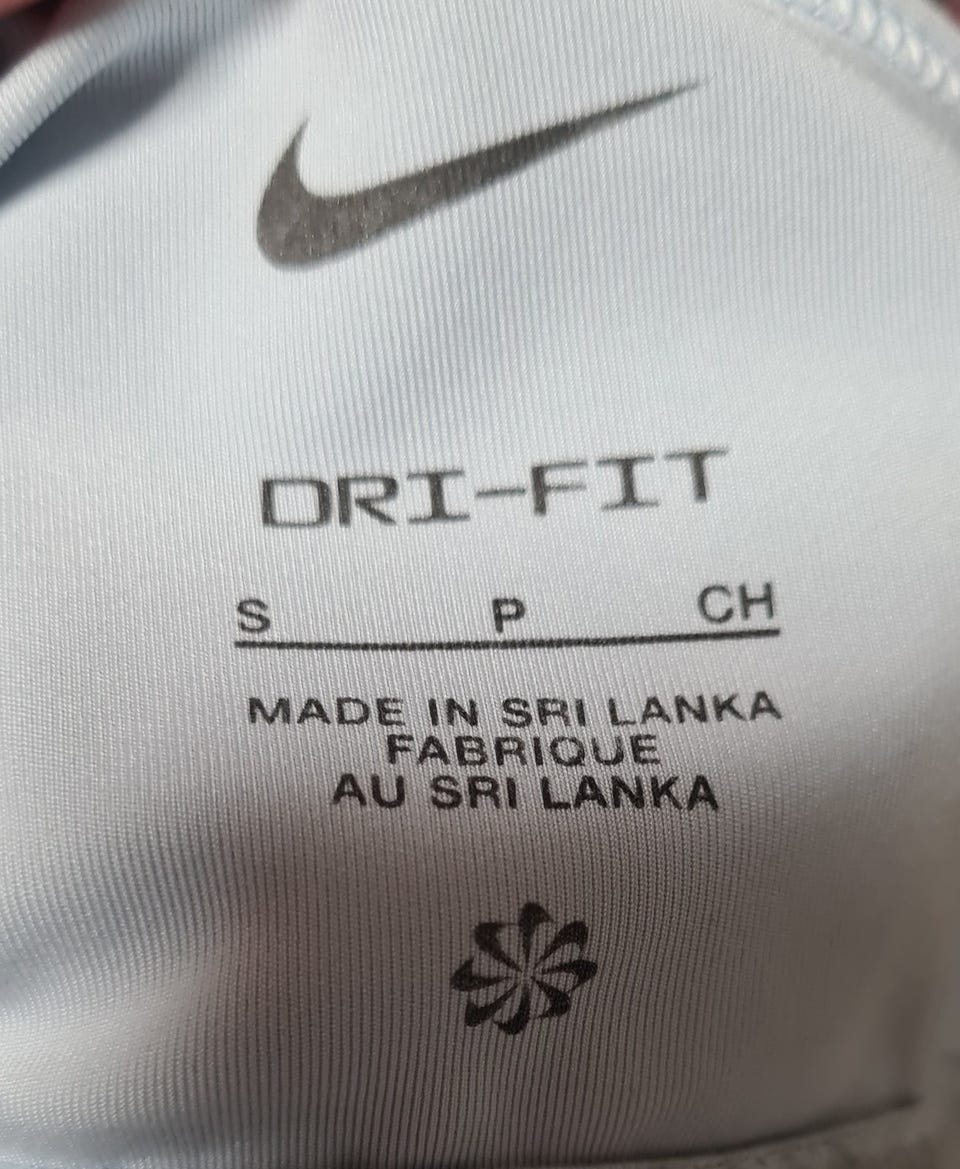 DRI-FIT
S P CH
MADE IN SRI LANKA
FABRIQUE
AU SRI LANKA